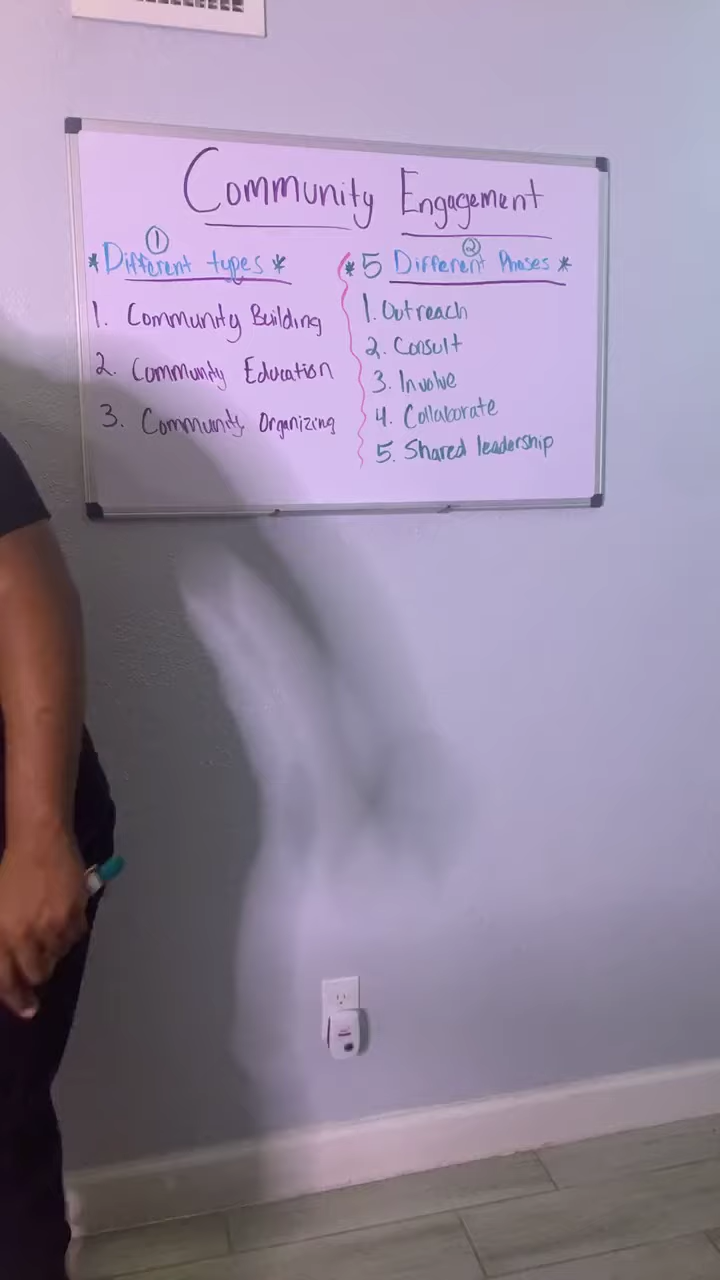 Community Engagement
①
*Different types*
1. Community Building
2. Community Education
3. Community Organizing
②
*5 Different Phases*
1. Outreach
2. Consult
3. Involve
4. Collaborate
5. Shared leadership